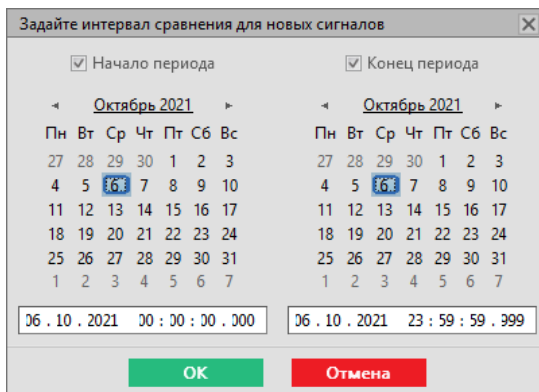 Задайте интервал сравнения для новых сигналов
Начало периода
Октябрь 2021
Пн Вт Ср Чт Пт Сб Вс
27 28 29 30 1 2 3
4 5 6 7 8 9 10
11 12 13 14 15 16 17
18 19 20 21 22 23 24
25 26 27 28 29 30 31
1 2 3 4 5 6 7
06 . 10 . 2021 00 : 00 : 00 . 000
Конец периода
Октябрь 2021
Пн Вт Ср Чт Пт Сб Вс
27 28 29 30 1 2 3
4 5 6 7 8 9 10
11 12 13 14 15 16 17
18 19 20 21 22 23 24
25 26 27 28 29 30 31
1 2 3 4 5 6 7
06 . 10 . 2021 23 : 59 : 59 . 999
OK
Отмена